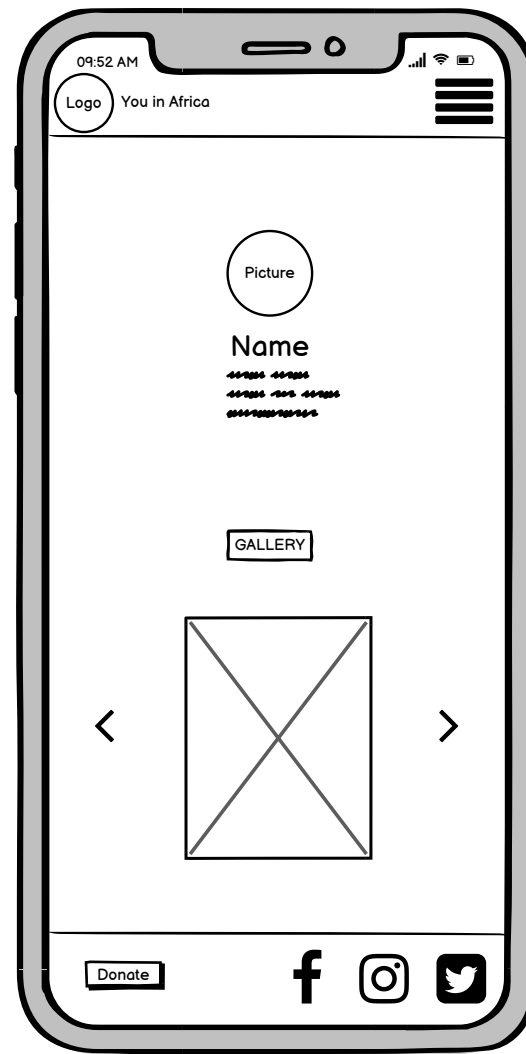 09:52 AM
Logo
You in Africa
Picture
Name
GALLERY
Donate